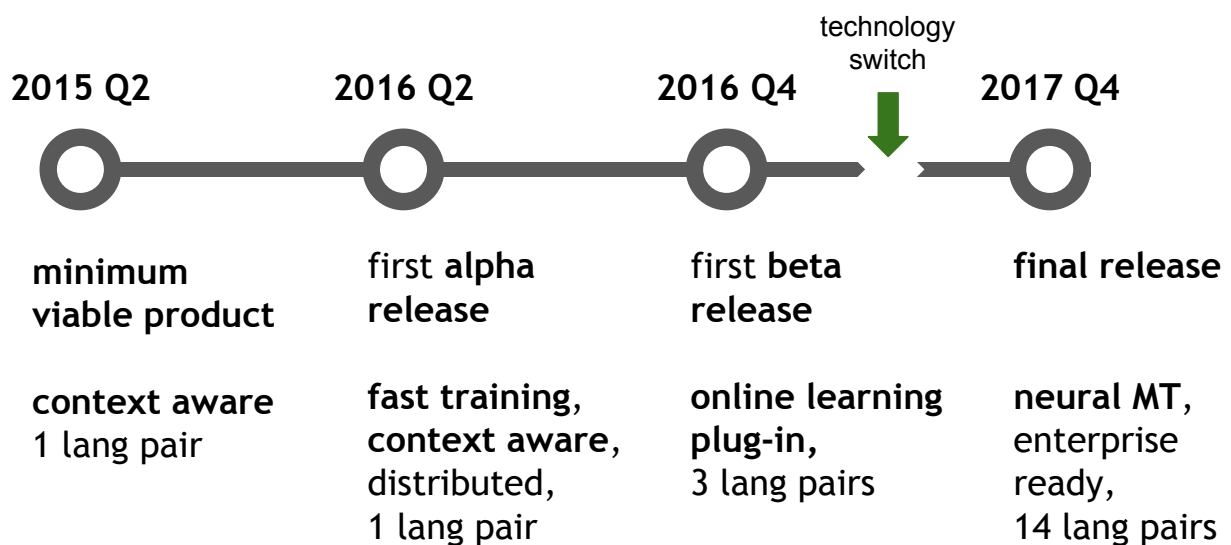 technology
switch
2015 Q2
2016 Q2
2016 Q4
2017 Q4
minimum
viable product
context aware
1 lang pair
first alpha
release
fast training,
context aware,
distributed,
1 lang pair
first beta
release
online learning
plug-in,
3 lang pairs
final release
neural MT,
enterprise
ready,
14 lang pairs